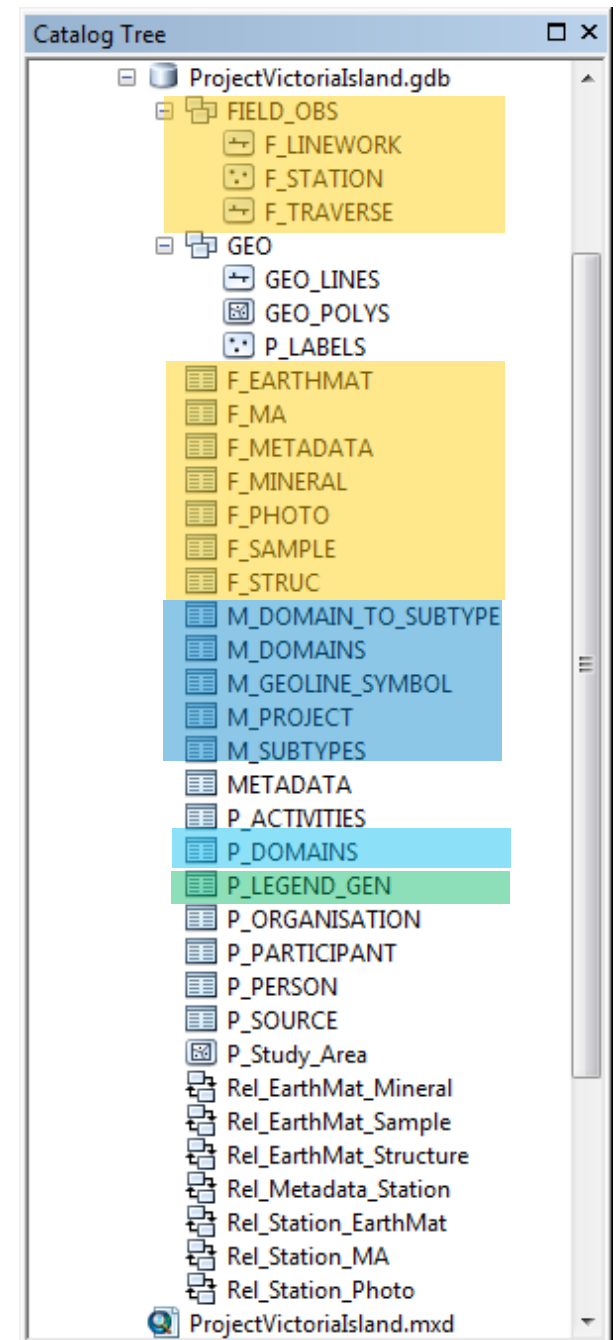 Catalog Tree
ProjectVictoriaIsland.gdb
FIELD_OBS
F_LINEWORK
F_STATION
F_TRAVERSE
GEO
GEO_LINES
GEO_POLYS
P_LABELS
F_EARTHMAT
F_MA
F_METADATA
F_MINERAL
F_PHOTO
F_SAMPLE
F_STRUC
M_DOMAIN_TO_SUBTYPE
M_DOMAINS
M_GEOLINE_SYMBOL
M_PROJECT
M_SUBTYPES
METADATA
P_ACTIVITIES
P_DOMAINS
P_LEGEND_GEN
P_ORGANISATION
P_PARTICIPANT
P_PERSON
P_SOURCE
P_Study_Area
Rel_EarthMat_Mineral
Rel_EarthMat_Sample
Rel_EarthMat_Structure
Rel_Metadata_Station
Rel_Station_EarthMat
Rel_Station_MA
Rel_Station_Photo
ProjectVictoriaIsland.mxd